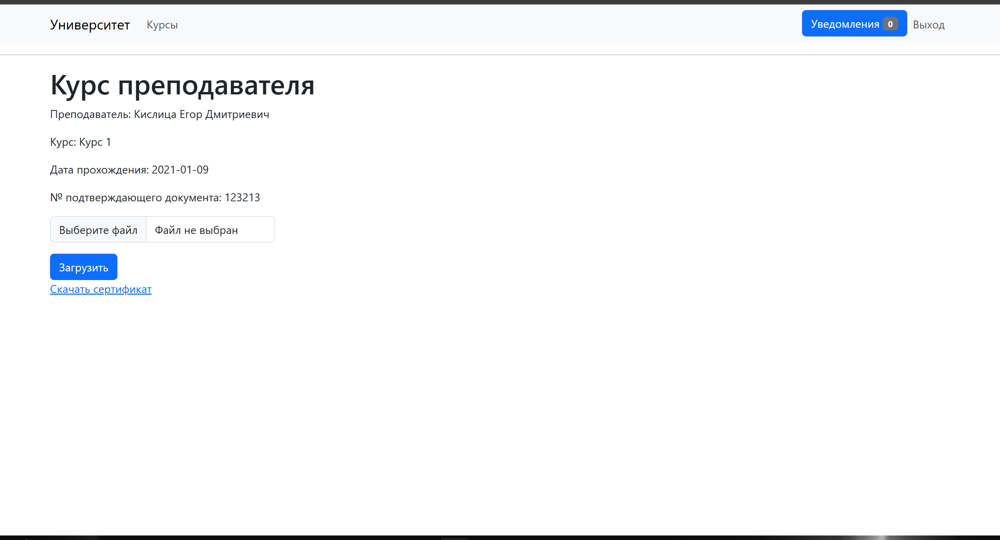 Университет Курсы Уведомления 0 Выход
Курс преподавателя
Преподаватель: Кислица Егор Дмитриевич
Курс: Курс 1
Дата прохождения: 2021-01-09
№ подтверждающего документа: 123213
Выберите файл Файл не выбран
Загрузить
Скачать сертификат